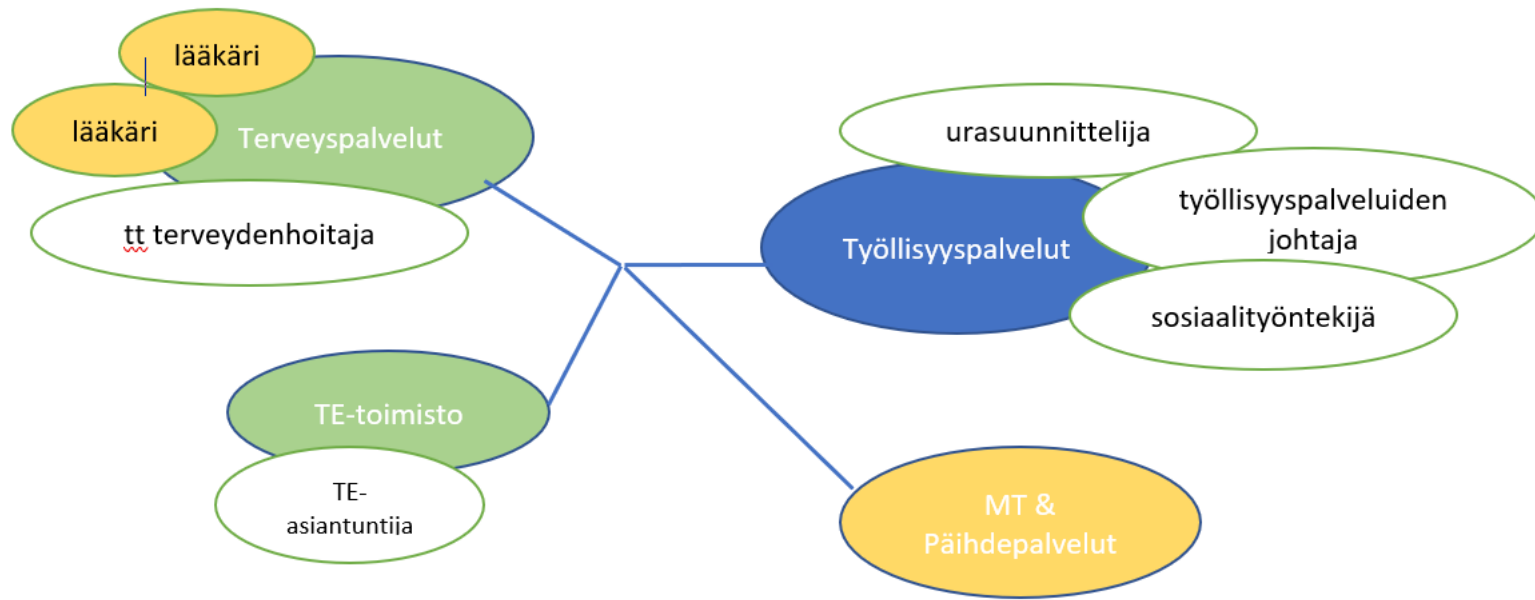 lääkäri
lääkäri
Terveyspalvelut
tt terveydenhoitaja
urasuunnittelija
työllisyyspalveluiden
johtaja
Työllisyyspalvelut
sosiaalityöntekijä
TE-toimisto
TE-
asiantuntija
MT &
Päihdepalvelut